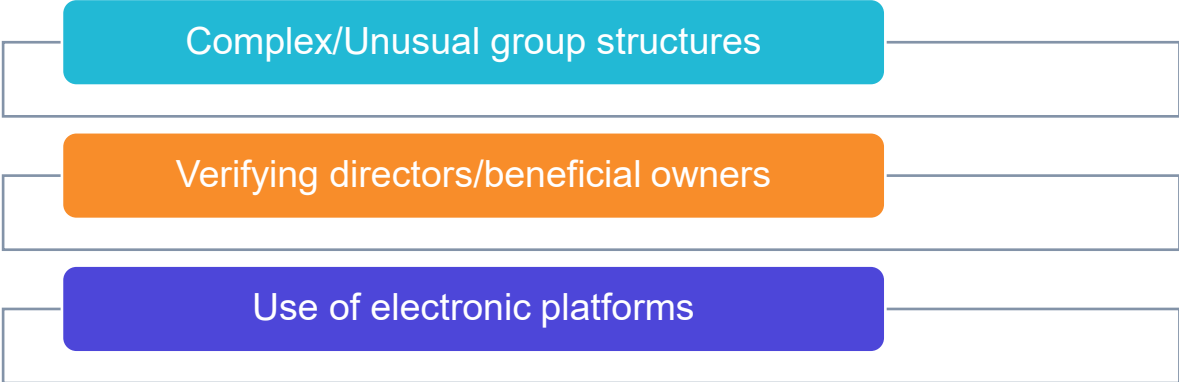 Complex/Unusual group structures
Verifying directors/beneficial owners
Use of electronic platforms